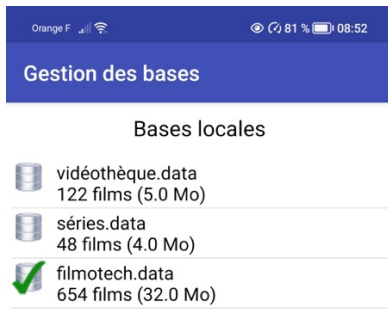 Orange F 81 % 08:52
Gestion des bases
Bases locales
vidéothèque.data
122 films (5.0 Mo)
séries.data
48 films (4.0 Mo)
filmotech.data
654 films (32.0 Mo)